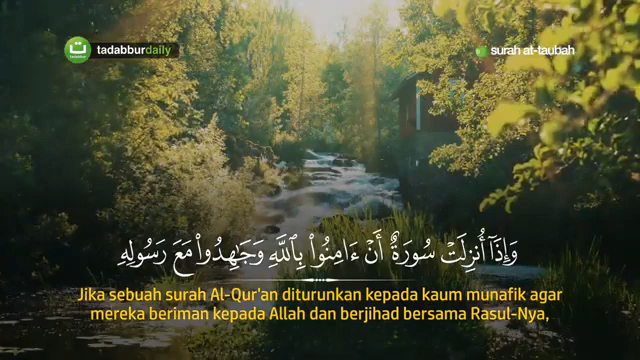 tadabburdaily
surah at-taubah
وَإِذَآ أُنزِلَتْ سُورَةٌ أَنْ ءَامِنُوا۟ بِٱللَّهِ وَجَـٰهِدُوا۟ مَعَ رَسُولِهِ
Jika sebuah surah Al-Qur'an diturunkan kepada kaum munafik agar
mereka beriman kepada Allah dan berjihad bersama Rasul-Nya,